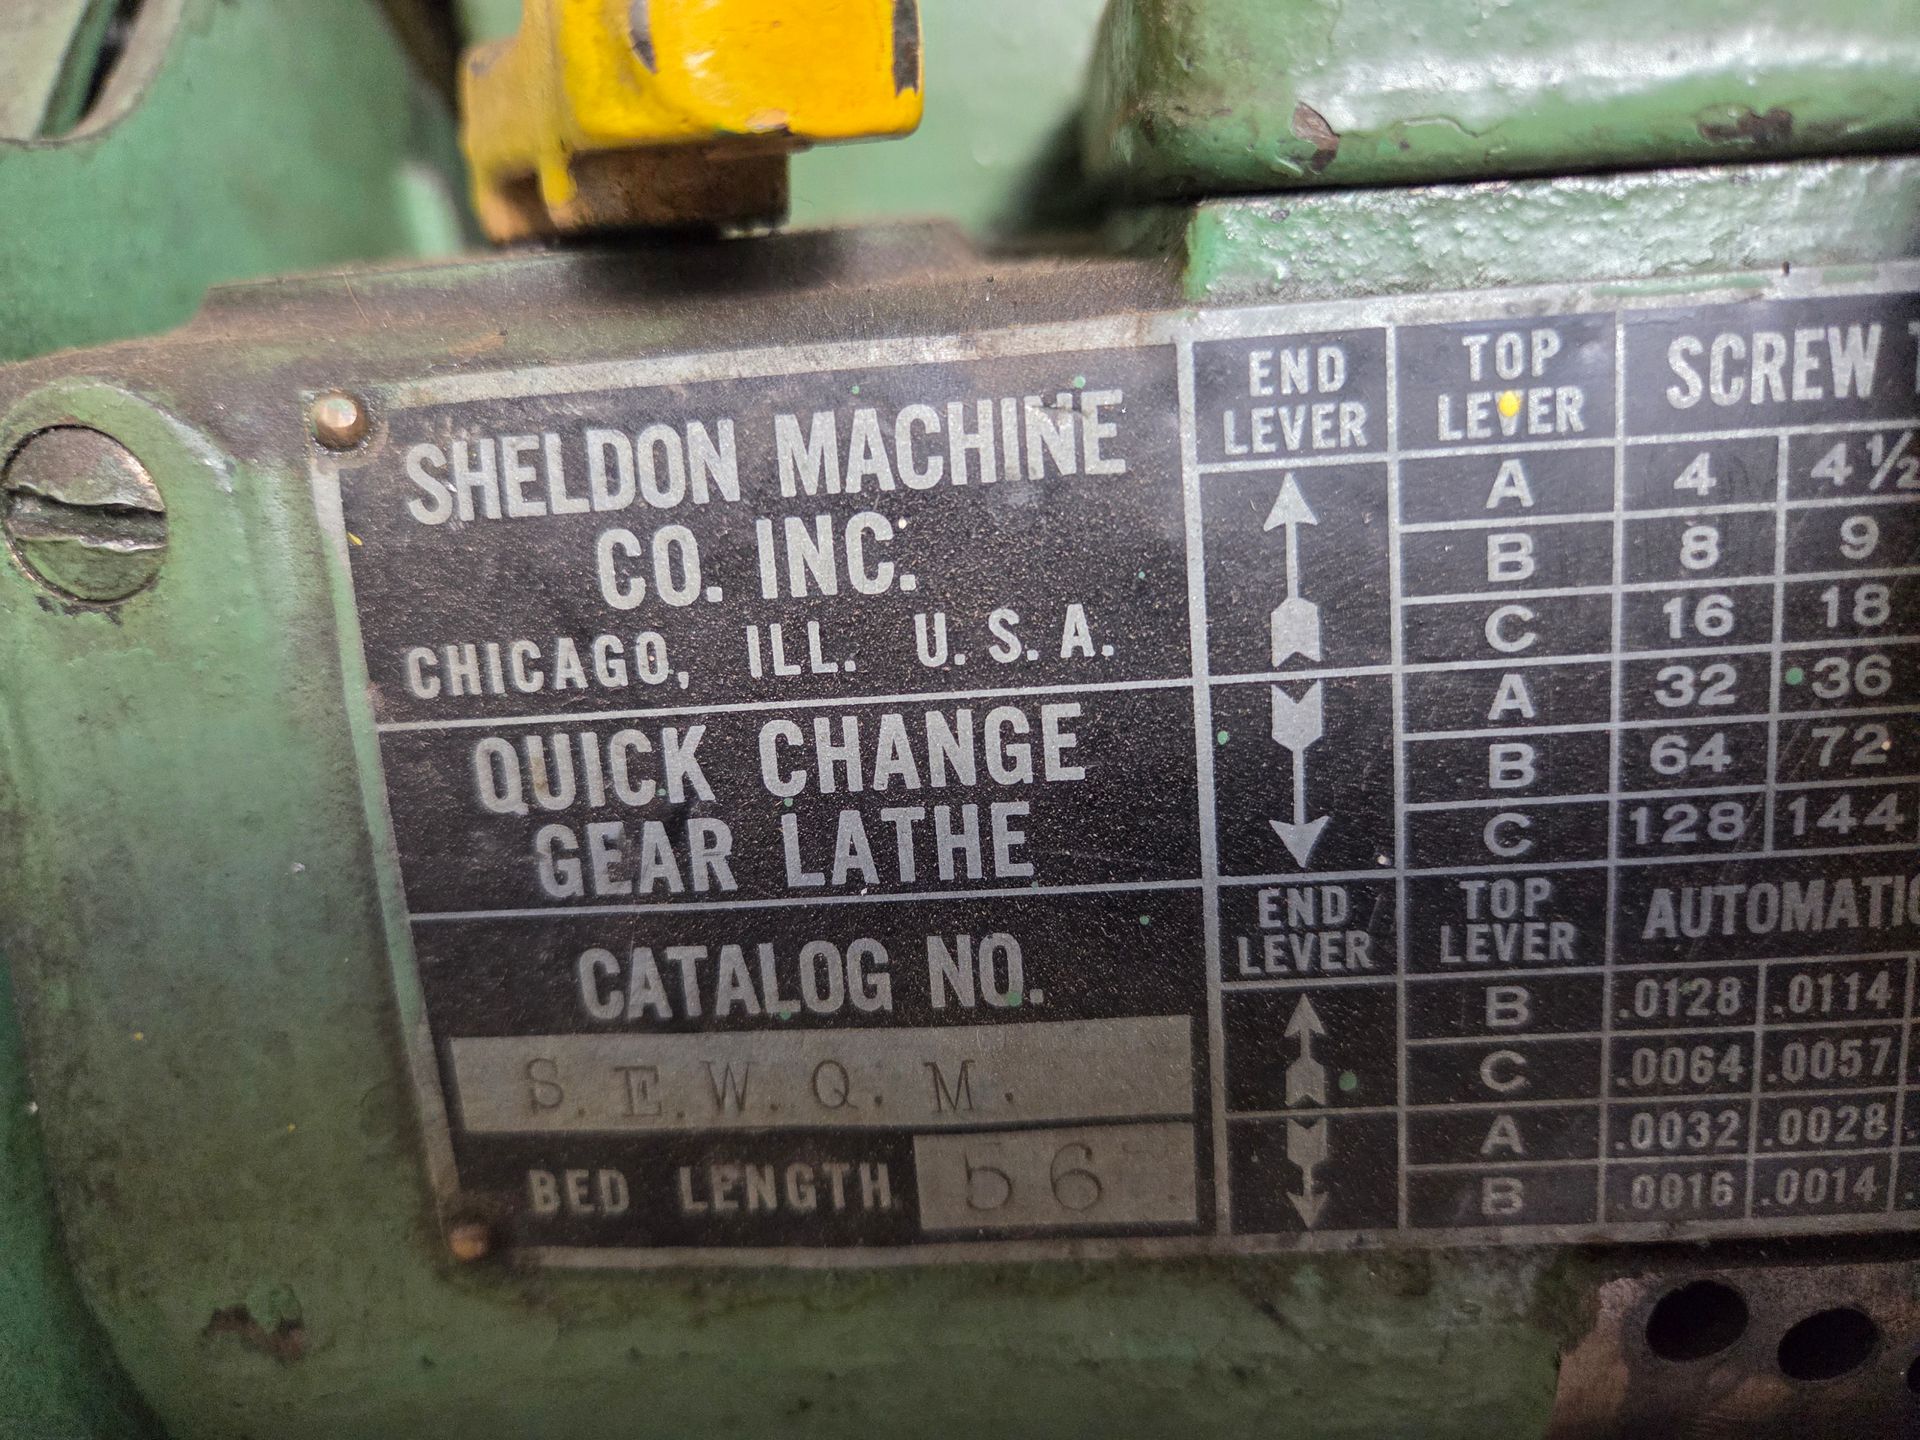 SHELDON MACHINE
CO. INC.
CHICAGO, ILL. U.S.A.
QUICK CHANGE
GEAR LATHE
CATALOG NO.
S.E.W.Q.M.
BED LENGTH 56
END LEVER TOP LEVER SCREW
A 4 4½
B 8 9
C 16 18
A 32 36
B 64 72
C 128 144
END LEVER TOP LEVER AUTOMATIC
B .0128 .0114
C .0064 .0057
A .0032 .0028
B .0016 .0014